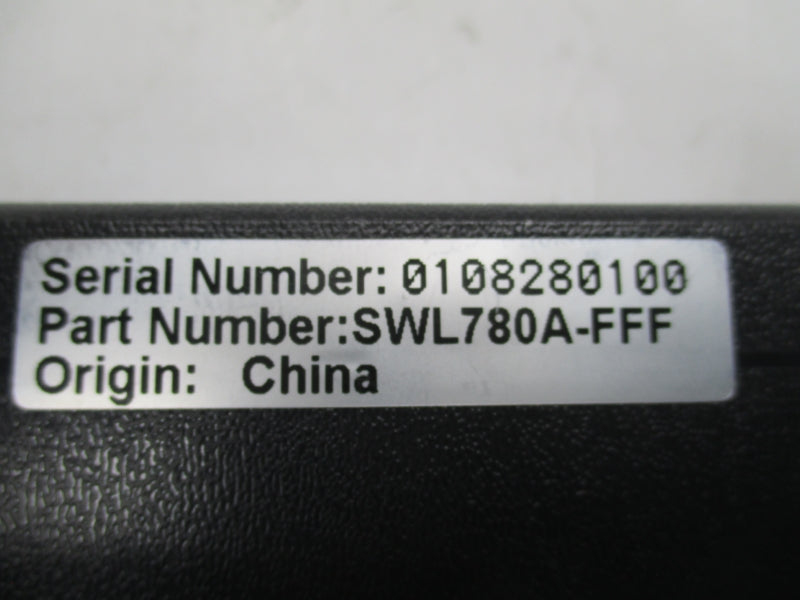 Serial Number: 0108280100
Part Number:SWL780A-FFF
Origin: China